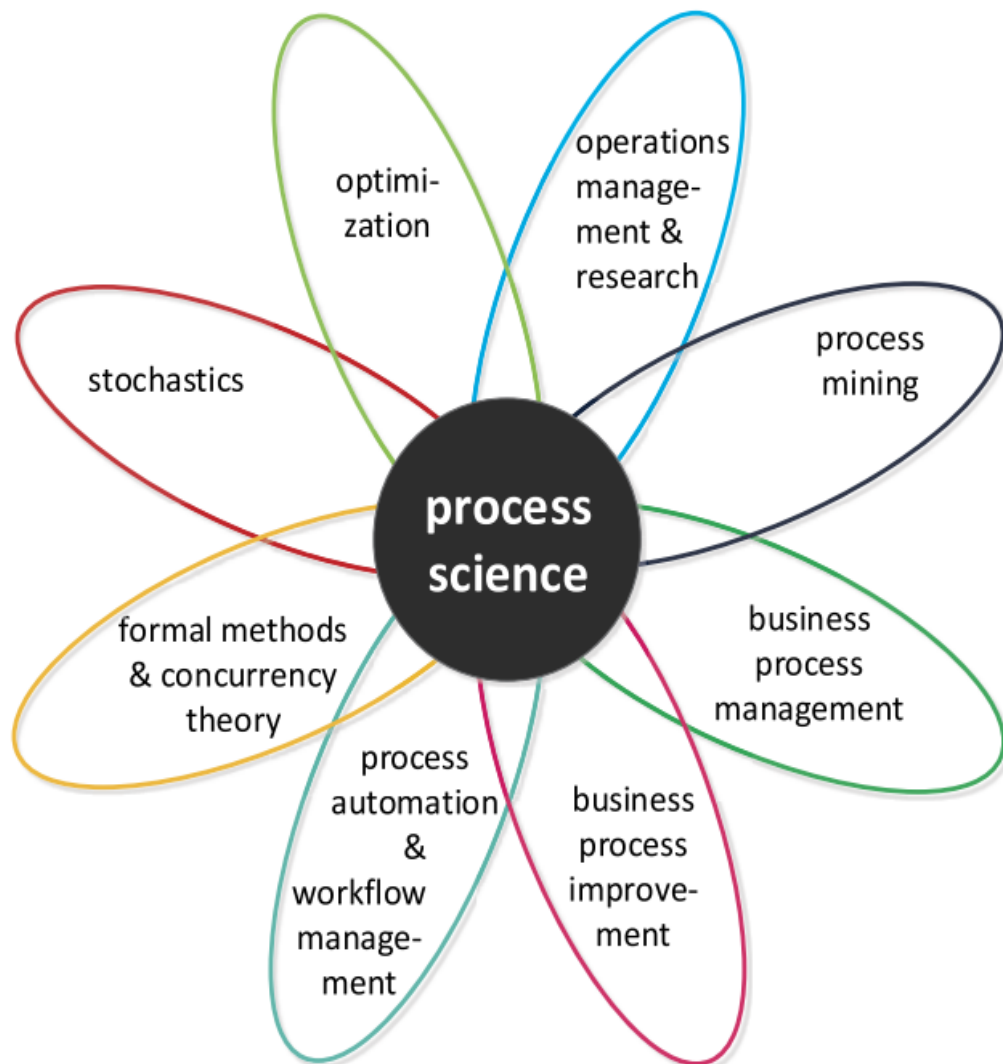 optimi-
zation
operations
manage-
ment &
research
process
mining
stochastics
process
science
formal methods
& concurrency
theory
business
process
management
process
automation
&
workflow
manage-
ment
business
process
improve-
ment